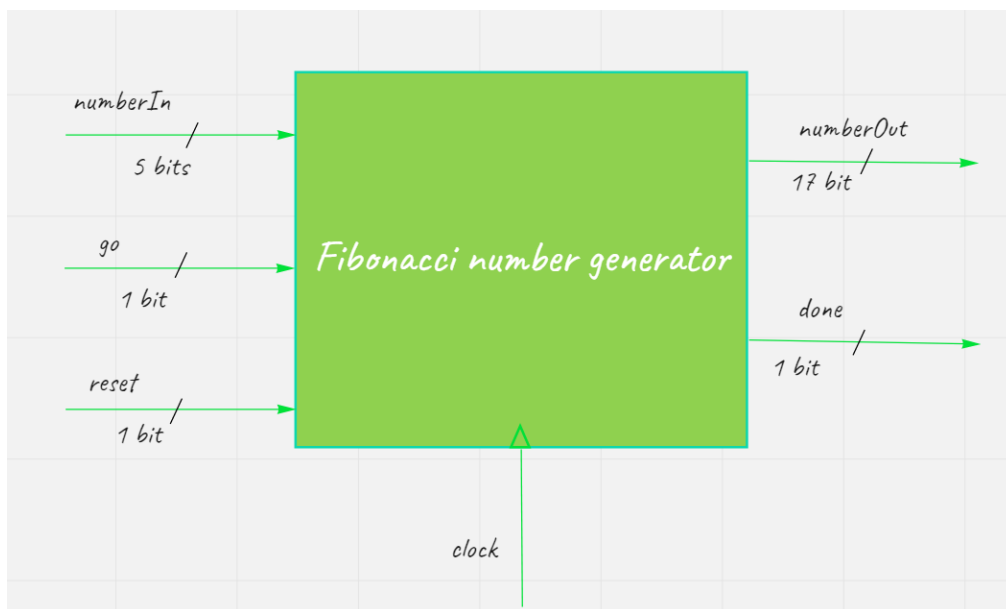 numberIn
5 bits
go
1 bit
reset
1 bit
Fibonacci number generator
numberOut
17 bit
done
1 bit
clock